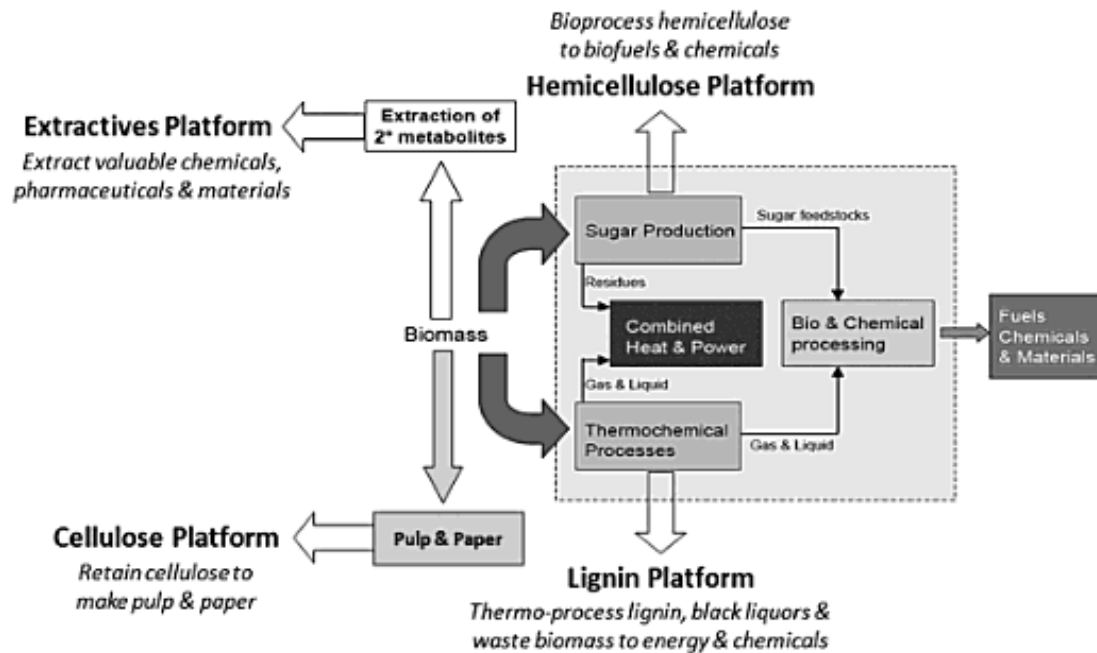 Bioprocess hemicellulose
to biofuels & chemicals
Hemicellulose Platform
Extraction of
2° metabolites
Extractives Platform
Extract valuable chemicals,
pharmaceuticals & materials
Sugar Production
Sugar feedstocks
Residues
Biomass
Combined
Heat & Power
Bio & Chemical
processing
Fuels
Chemicals
& Materials
Gas & Liquid
Thermochemical
Processes
Gas & Liquid
Pulp & Paper
Cellulose Platform
Retain cellulose to
make pulp & paper
Lignin Platform
Thermo-process lignin, black liquors &
waste biomass to energy & chemicals